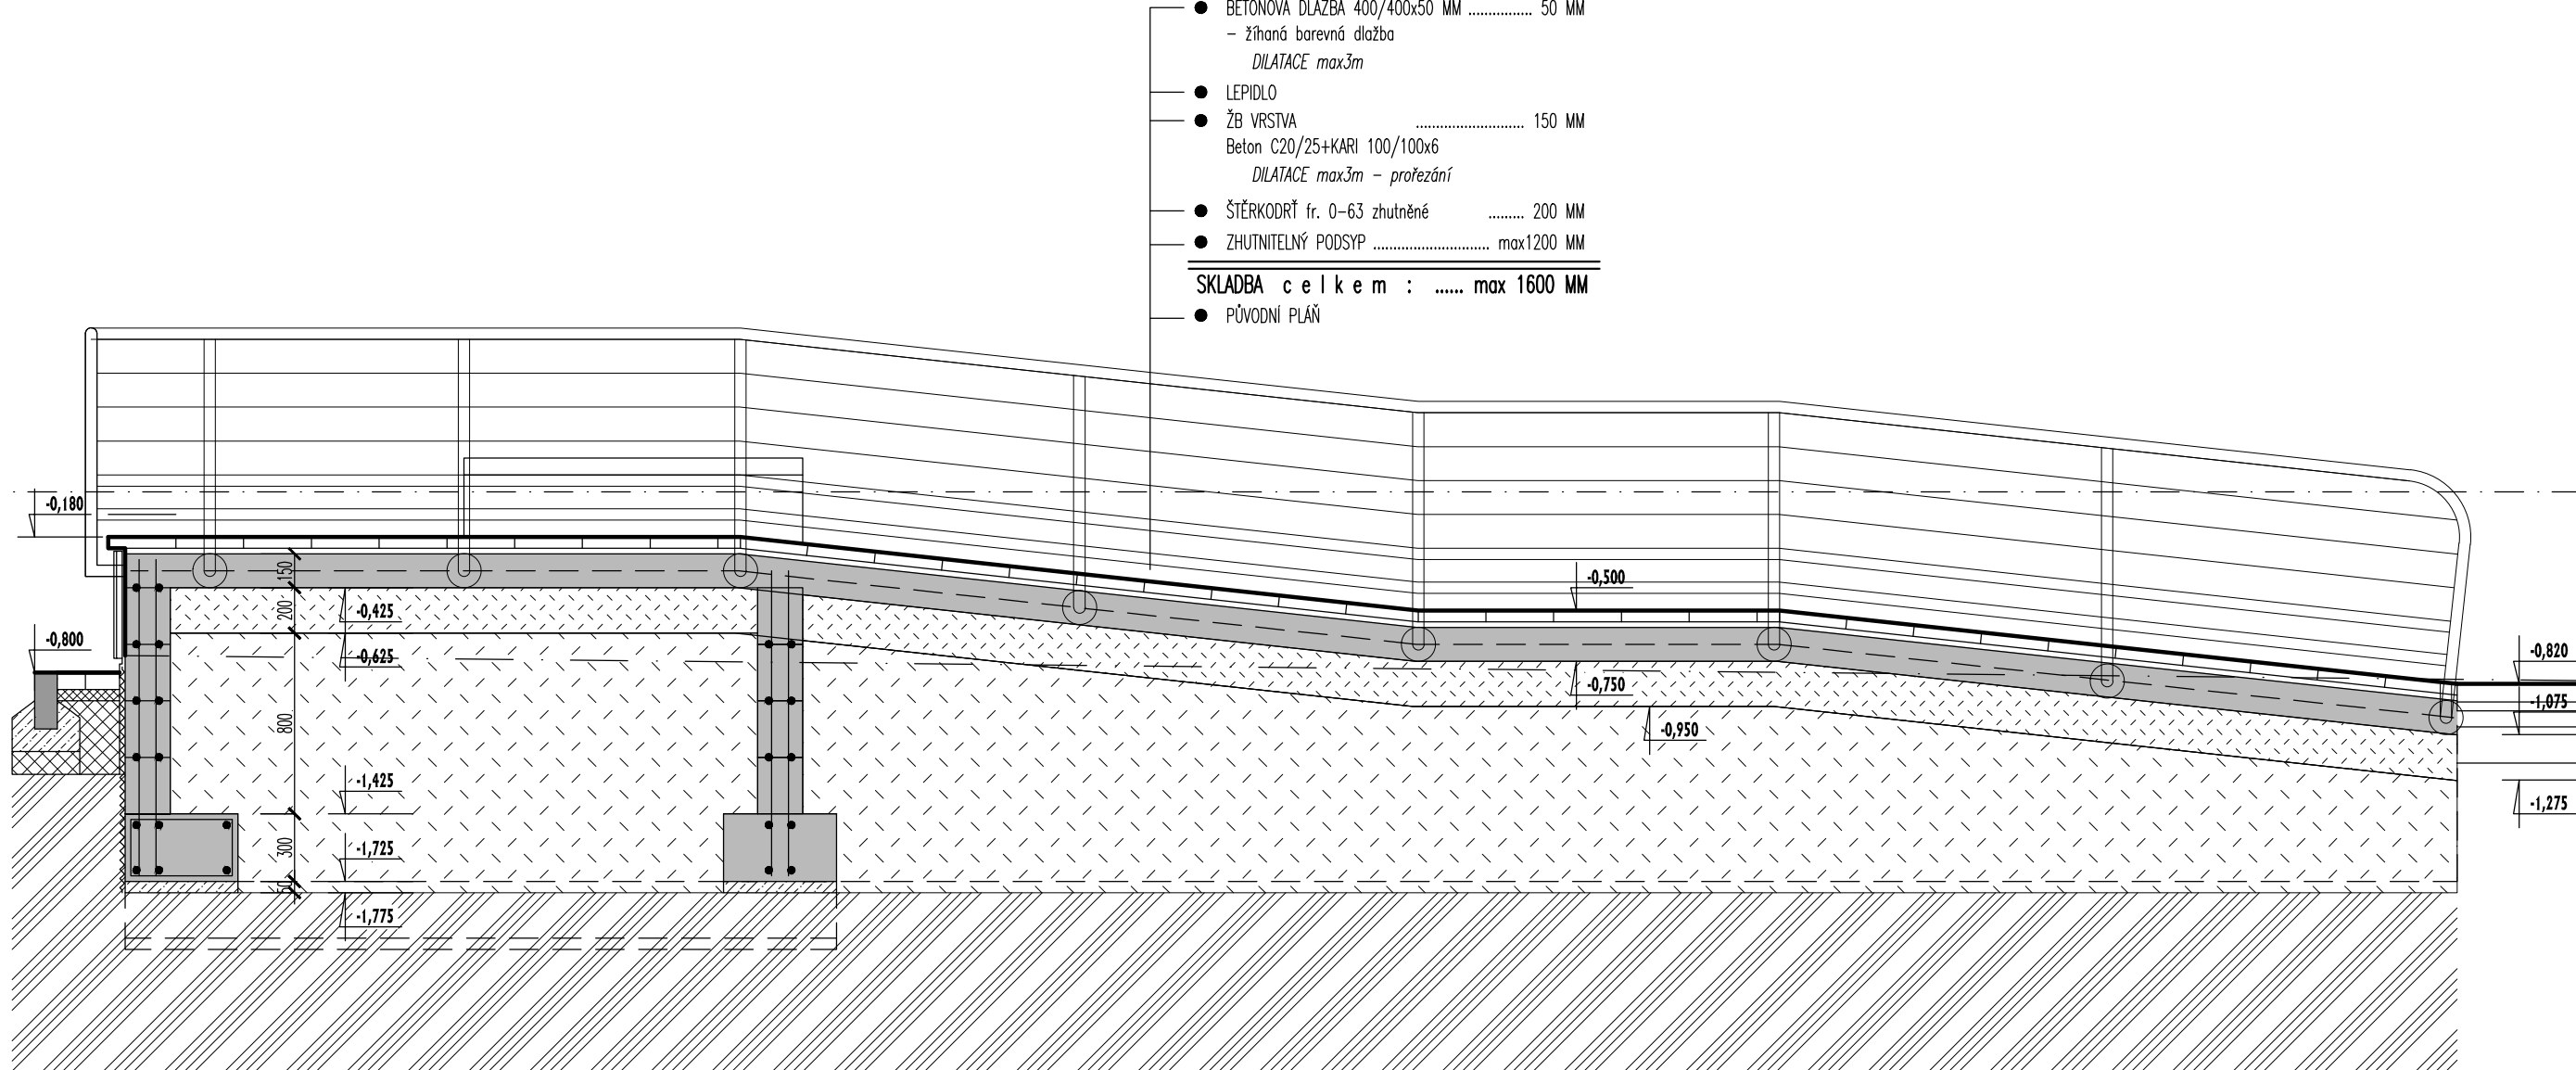 BETONOVÁ DLAŽBA 400/400x50 MM ................ 50 MM
– žíhaná barevná dlažba
DILATACE max3m
LEPIDLO
ŽB VRSTVA ........................... 150 MM
Beton C20/25+KARI 100/100x6
DILATACE max3m – prořezání
ŠTĚRKODRŤ fr. 0–63 zhutněné ......... 200 MM
ZHUTNITELNÝ PODSYP ............................. max1200 MM
SKLADBA c e l k e m : ...... max 1600 MM
PŮVODNÍ PLÁŇ
-0,180
-0,800
150
200
800
300
50
-0,425
-0,625
-1,425
-1,725
-1,775
-0,500
-0,750
-0,950
-0,820
-1,075
-1,275